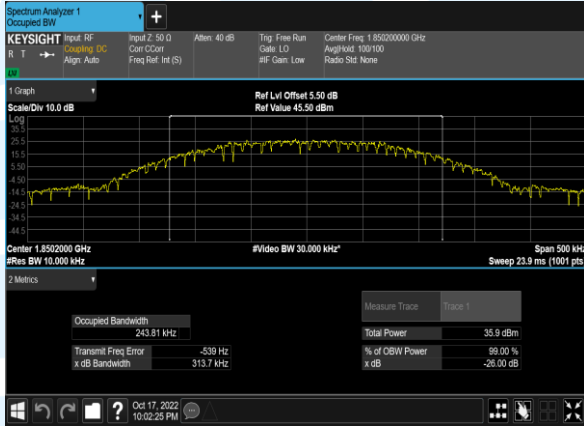 Spectrum Analyzer 1
Occupied BW
+
KEYSIGHT Input: RF Input Z: 50 Ω Atten: 40 dB Trig: Free Run Center Freq: 1.850200000 GHz
R T Coupling: DC Corr CCorr Gate: LO Avg|Hold: 100/100
Align: Auto Freq Ref: Int (S) #IF Gain: Low Radio Std: None
LW
1 Graph
Ref Lvl Offset 5.50 dB
Scale/Div 10.0 dB Ref Value 45.50 dBm
Log
35.5
25.5
15.5
5.50
-4.50
-14.5
-24.5
-34.5
-44.5
Center 1.8502000 GHz #Video BW 30.000 kHz* Span 500 kHz
#Res BW 10.000 kHz Sweep 23.9 ms (1001 pts)
2 Metrics
Measure Trace Trace 1
Occupied Bandwidth
243.81 kHz Total Power 35.9 dBm
Transmit Freq Error -539 Hz % of OBW Power 99.00 %
x dB Bandwidth 313.7 kHz x dB -26.00 dB
?
Oct 17, 2022
10:02:25 PM